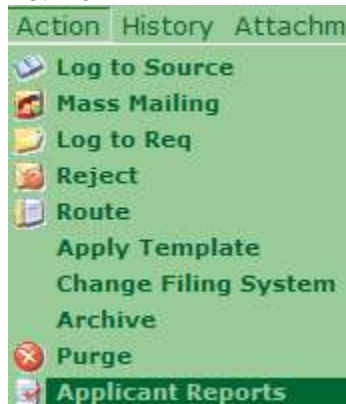 Action History Attachm
Log to Source
Mass Mailing
Log to Req
Reject
Route
Apply Template
Change Filing System
Archive
Purge
Applicant Reports